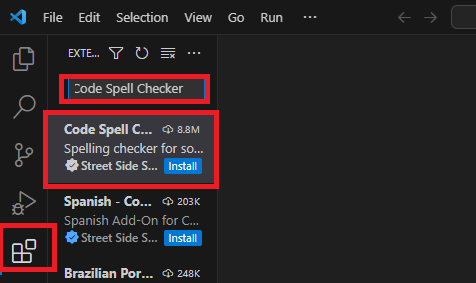 File Edit Selection View Go Run ...
EXTE... ...
Code Spell Checker
Code Spell C... 8.8M
Spelling checker for so...
Street Side S... Install
Spanish - Co... 203K
Spanish Add-On for C...
Street Side S... Install
Brazilian Por... 248K